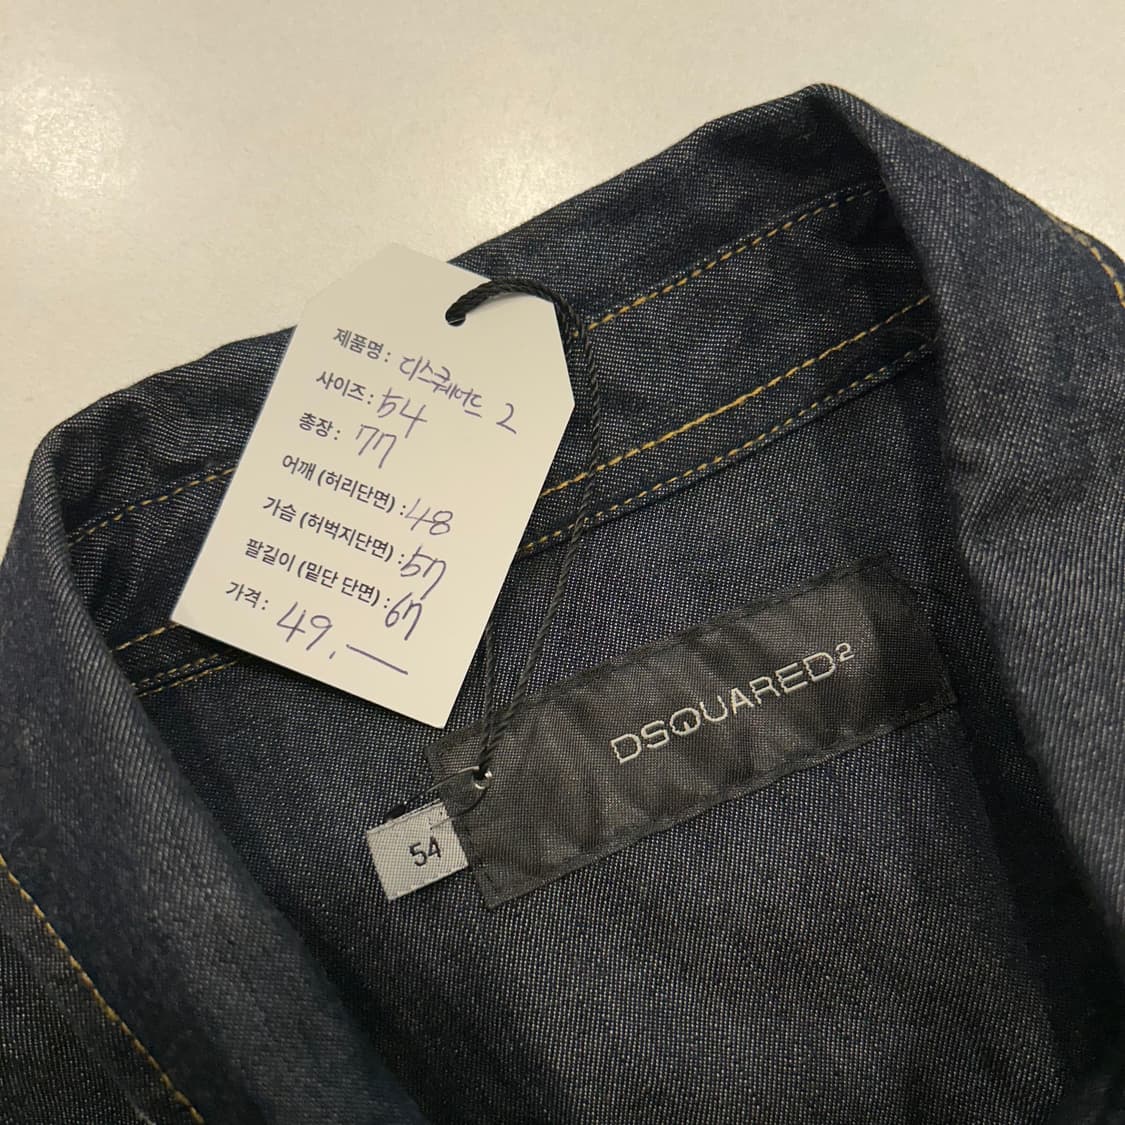 제품명 : 디스퀘어드 2
사이즈 : 54
총장 : 77
어깨 (허리단면) : 48
가슴 (허벅지단면) : 57
팔길이 (밑단 단면) : 67
가격 : 49.—
DSQUARED2
54